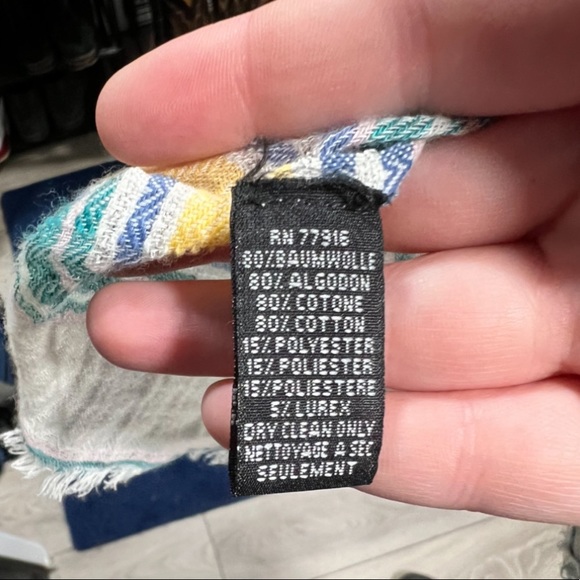 RN 77916
80% BAUMWOLLE
80% ALGODON
80% COTONE
80% COTTON
15% POLYESTER
15% POLIESTER
15% POLIESTERE
5% LUREX
DRY CLEAN ONLY
NETTOYAGE A SEC
SEULEMENT